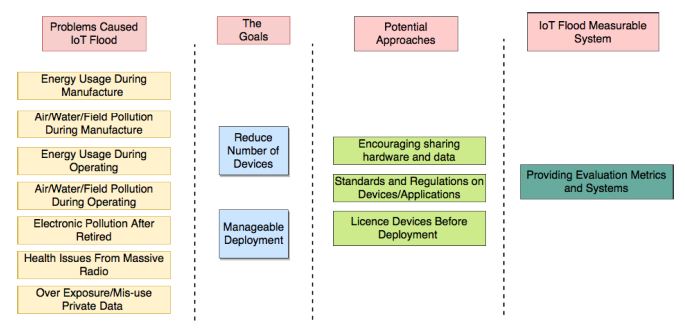 Problems Caused
IoT Flood
The
Goals
Potential
Approaches
IoT Flood Measurable
System
Energy Usage During
Manufacture
Air/Water/Field Pollution
During Manufacture
Energy Usage During
Operating
Air/Water/Field Pollution
During Operating
Electronic Pollution After
Retired
Health Issues From Massive
Radio
Over Exposure/Mis-use
Private Data
Reduce
Number of
Devices
Manageable
Deployment
Encouraging sharing
hardware and data
Standards and Regulations on
Devices/Applications
Licence Devices Before
Deployment
Providing Evaluation Metrics
and Systems